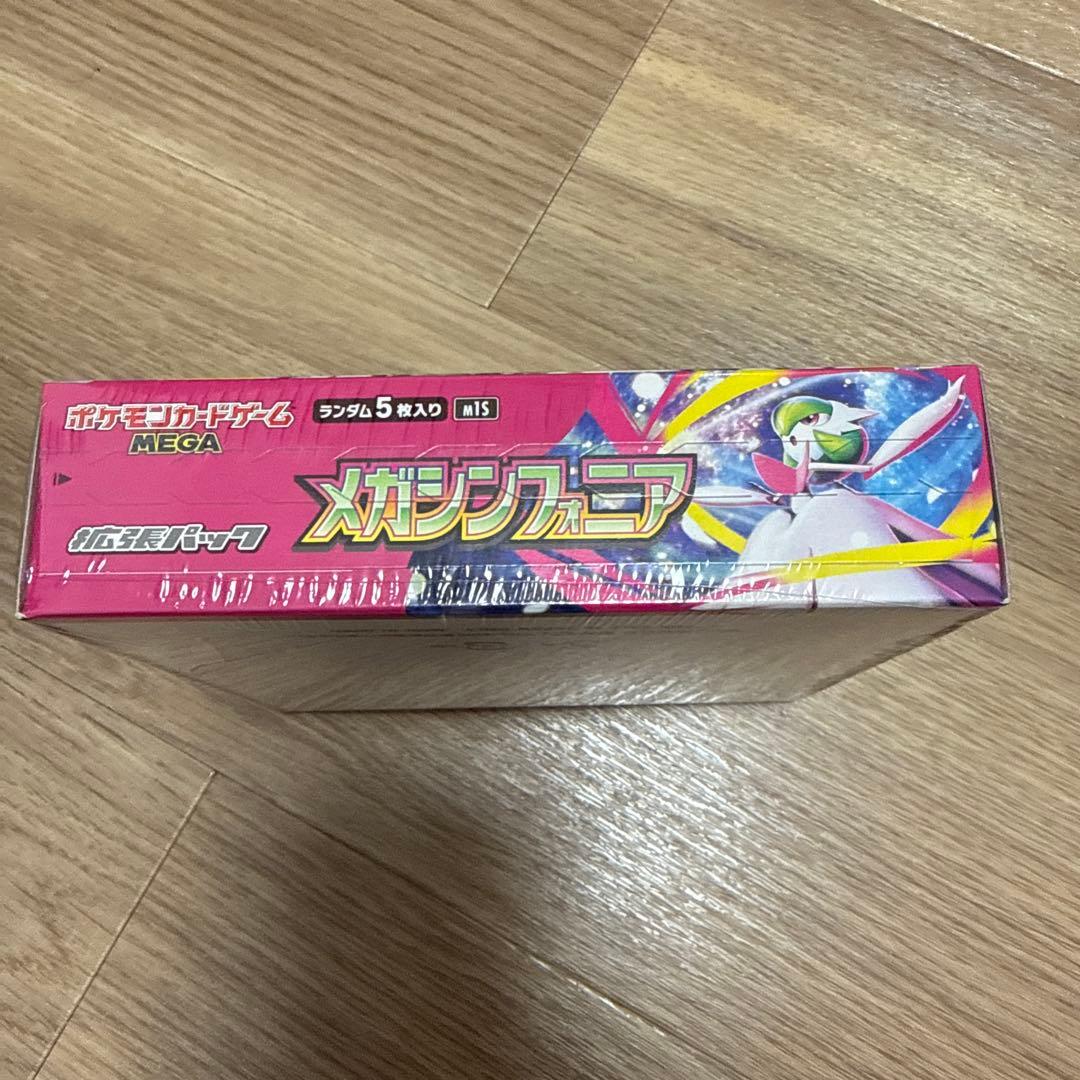 ポケモンカードゲーム
MEGA
ランダム5枚入り M1S
メガシンフォニア
拡張パック